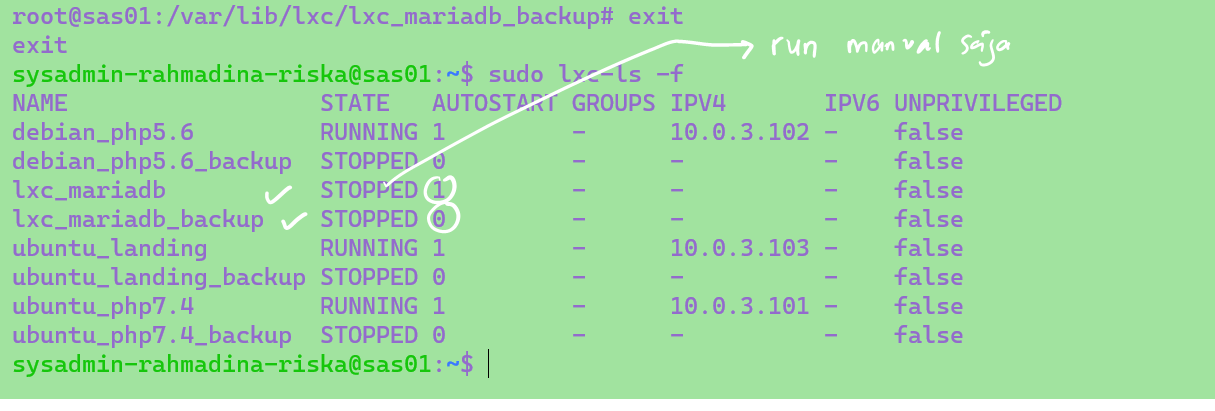 root@sas01:/var/lib/lxc/lxc_mariadb_backup# exit
exit
run manual saja
sysadmin-rahmadina-riska@sas01:~$ sudo lxc-ls -f
NAME STATE AUTOSTART GROUPS IPV4 IPV6 UNPRIVILEGED
debian_php5.6 RUNNING 1 - 10.0.3.102 - false
debian_php5.6_backup STOPPED 0 - - - false
lxc_mariadb STOPPED 1 - - - false
lxc_mariadb_backup STOPPED 0 - - - false
ubuntu_landing RUNNING 1 - 10.0.3.103 - false
ubuntu_landing_backup STOPPED 0 - - - false
ubuntu_php7.4 RUNNING 1 - 10.0.3.101 - false
ubuntu_php7.4_backup STOPPED 0 - - - false
sysadmin-rahmadina-riska@sas01:~$